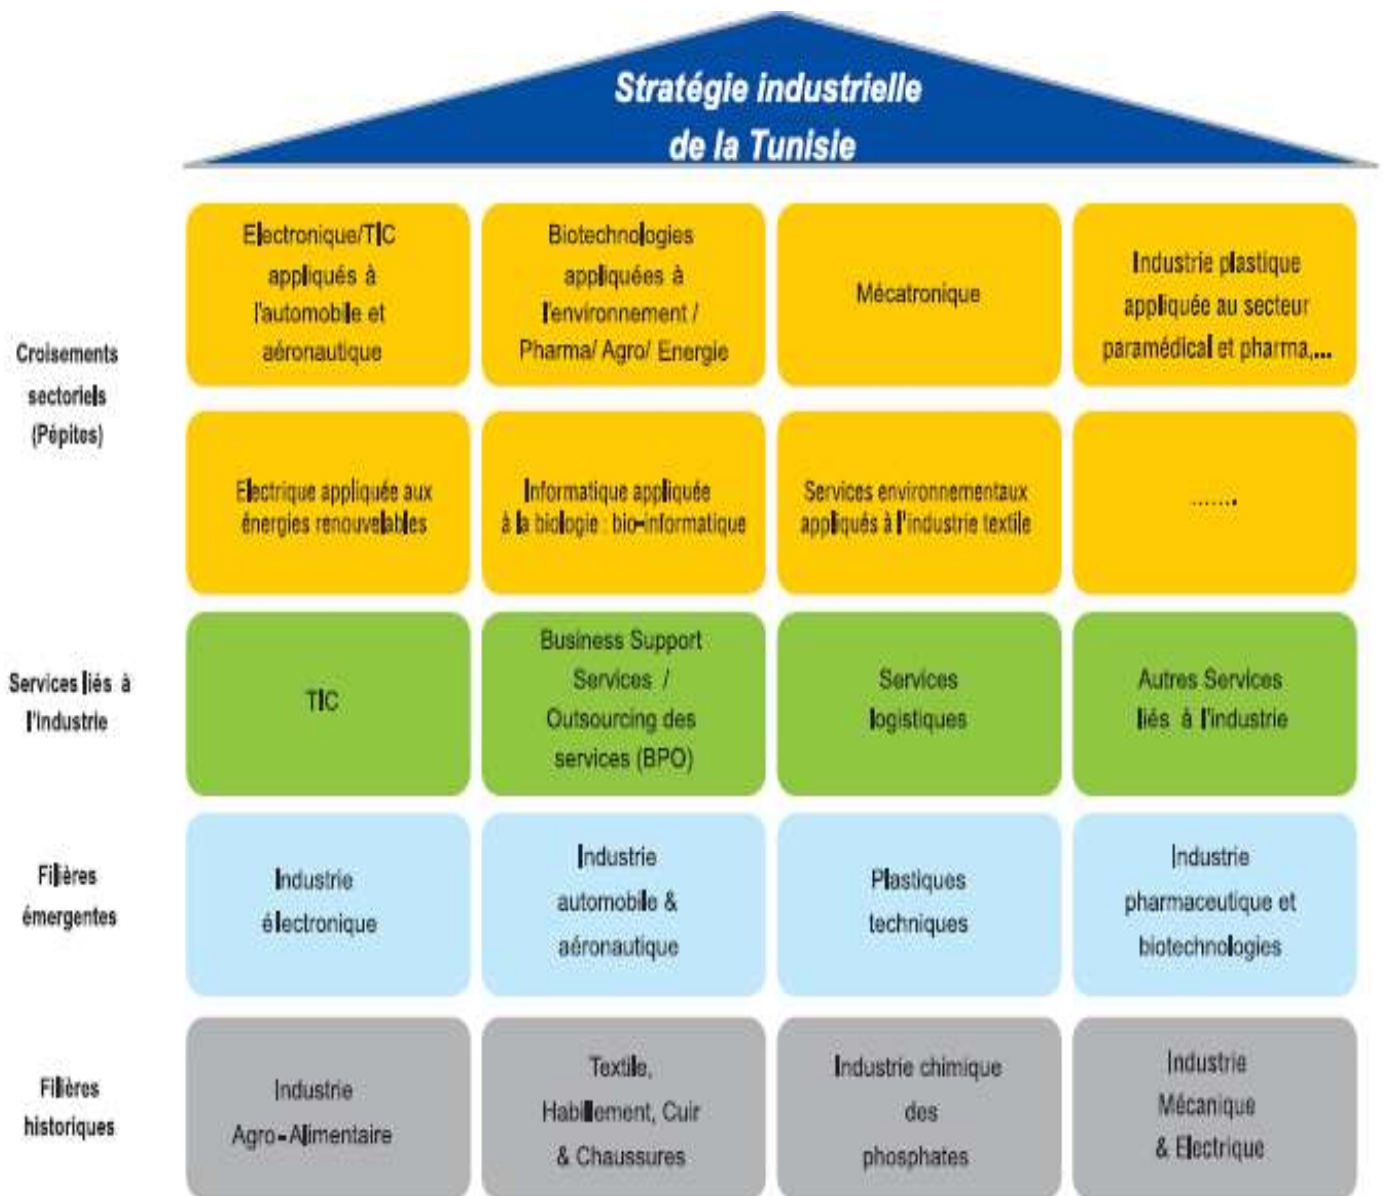 Stratégie industrielle
de la Tunisie
Croisements
sectoriels
(Pépites)
Electronique/TIC
appliqués à
l'automobile et
aéronautique
Biotechnologies
appliquées à
l'environnement /
Pharma/ Agro/ Energie
Mécatronique
Industrie plastique
appliquée au secteur
paramédical et pharma,...
Electrique appliquée aux
énergies renouvelables
Informatique appliquée
à la biologie : bio-informatique
Services environnementaux
appliqués à l'industrie textile
.......
Services liés à
l'industrie
TIC
Business Support
Services /
Outsourcing des
services (BPO)
Services
logistiques
Autres Services
liés à l'industrie
Filières
émergentes
Industrie
électronique
Industrie
automobile &
aéronautique
Plastiques
techniques
Industrie
pharmaceutique et
biotechnologies
Filières
historiques
Industrie
Agro-Alimentaire
Textile,
Habillement, Cuir
& Chaussures
Industrie chimique
des
phosphates
Industrie
Mécanique
& Electrique